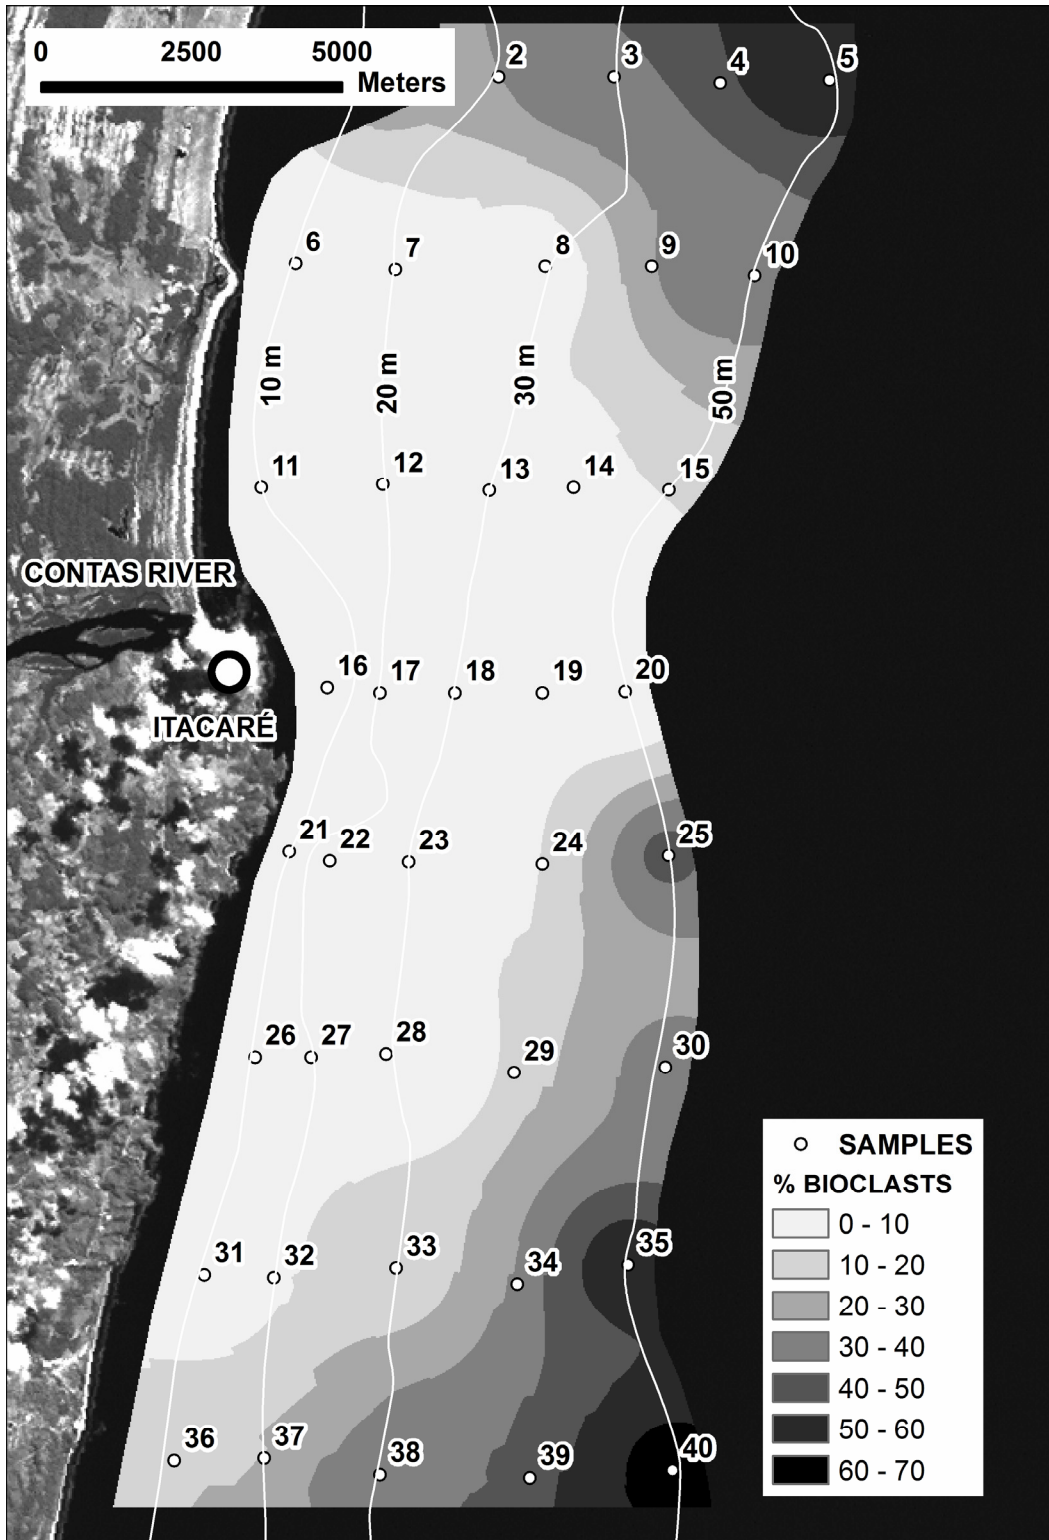 0 2500 5000
Meters
2 3 4 5
6 7 8 9 10
10 m 20 m 30 m 50 m
11 12 13 14 15
CONTAS RIVER
16 17 18 19 20
ITACARÉ
21 22 23 24 25
26 27 28 29 30
SAMPLES
% BIOCLASTS
0 - 10
10 - 20
20 - 30
30 - 40
40 - 50
50 - 60
60 - 70
31 32 33 34 35
36 37 38 39 40